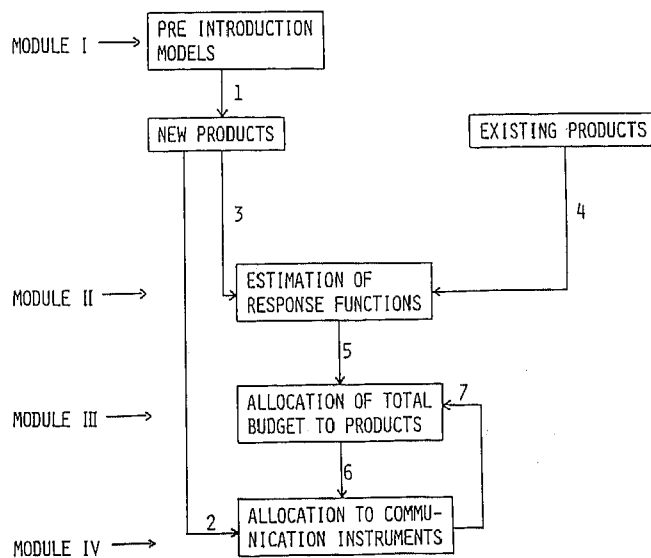 MODULE I
PRE INTRODUCTION
MODELS
1
NEW PRODUCTS
EXISTING PRODUCTS
3
4
MODULE II
ESTIMATION OF
RESPONSE FUNCTIONS
5
MODULE III
ALLOCATION OF TOTAL
BUDGET TO PRODUCTS
7
6
2
MODULE IV
ALLOCATION TO COMMU-
NICATION INSTRUMENTS